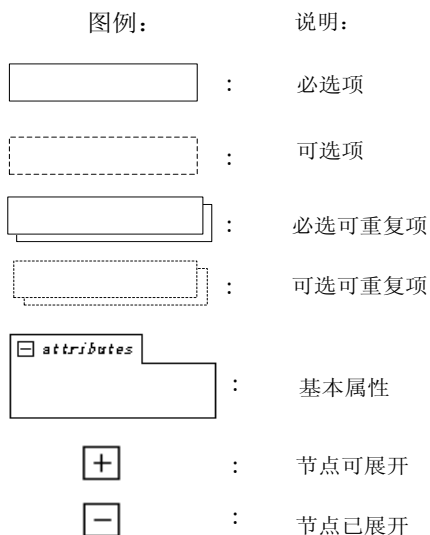 图例： 说明：
： 必选项
： 可选项
： 必选可重复项
： 可选可重复项
attributes
： 基本属性
： 节点可展开
： 节点已展开